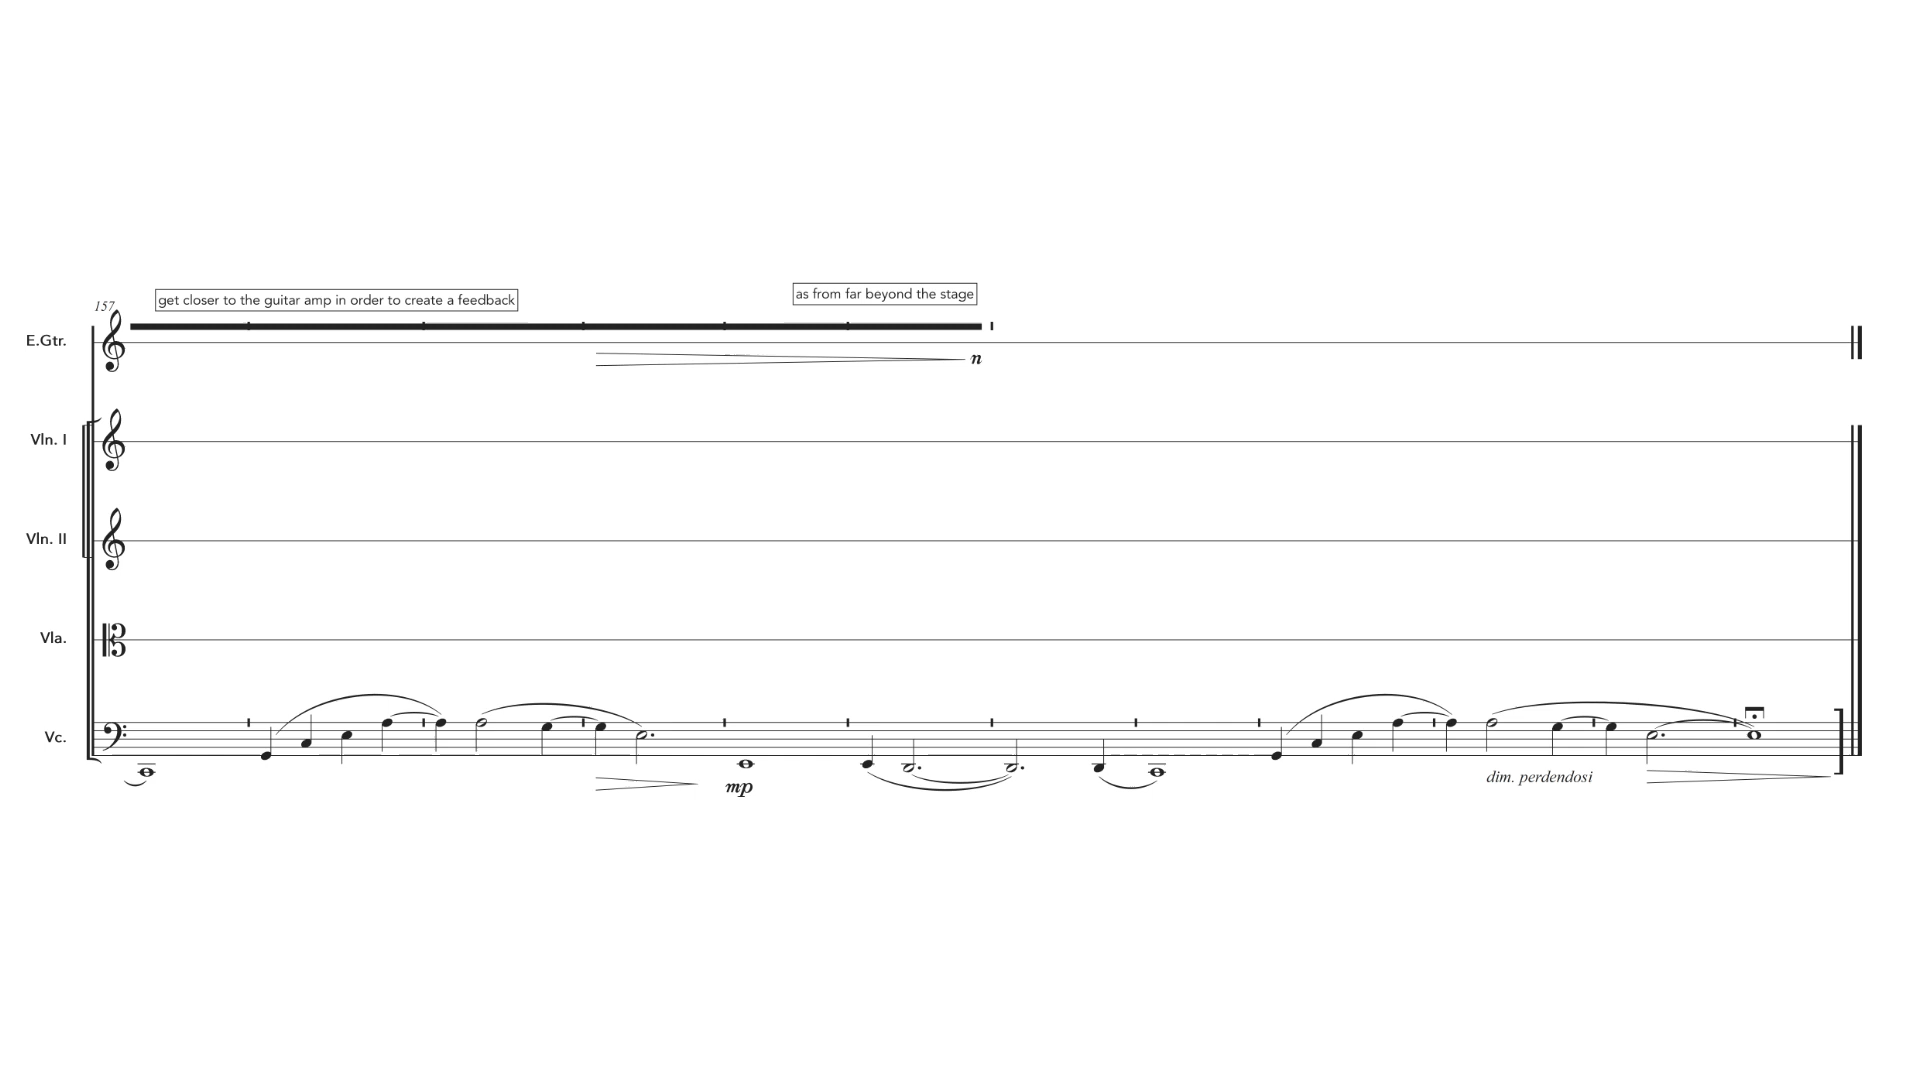 get closer to the guitar amp in order to create a feedback
as from far beyond the stage
157
E.Gtr.
n
Vln. I
Vln. II
Vla.
Vc.
mp
dim. perdendosi